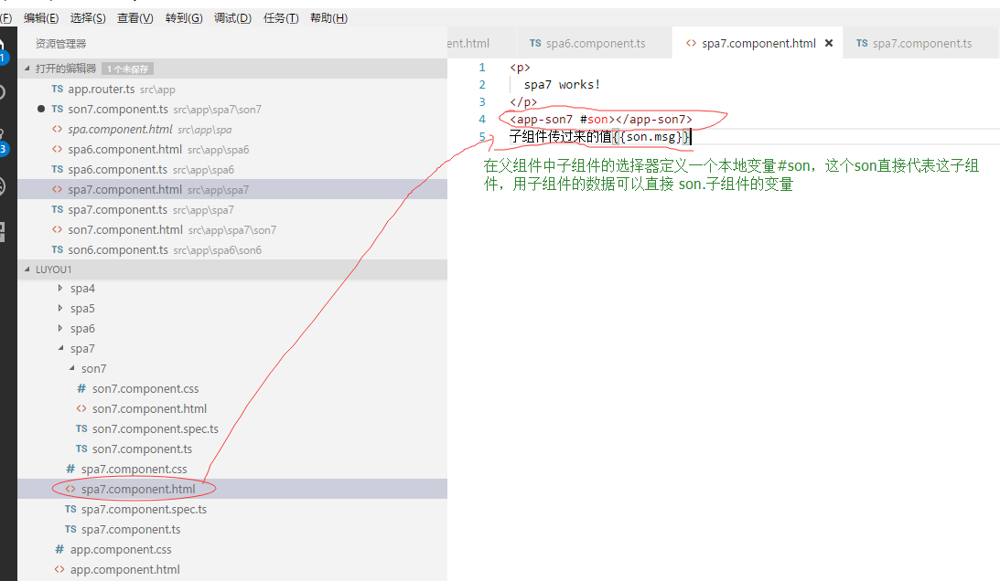 (F) 编辑(E) 选择(S) 查看(V) 转到(G) 调试(D) 任务(T) 帮助(H)
资源管理器
打开的编辑器 1 个未保存
TS app.router.ts src\app
TS son7.component.ts src\app\spa7\son7
<> spa.component.html src\app\spa
<> spa6.component.html src\app\spa6
TS spa6.component.ts src\app\spa6
<> spa7.component.html src\app\spa7
TS spa7.component.ts src\app\spa7
<> son7.component.html src\app\spa7\son7
TS son6.component.ts src\app\spa6\son6
LUYOU1
spa4
spa5
spa6
spa7
son7
# son7.component.css
<> son7.component.html
TS son7.component.spec.ts
TS son7.component.ts
# spa7.component.css
<> spa7.component.html
TS spa7.component.spec.ts
TS spa7.component.ts
# app.component.css
<> app.component.html
1
3
ent.html TS spa6.component.ts <> spa7.component.html × TS spa7.component.ts
1 <p>
2 spa7 works!
3 </p>
4 <app-son7 #son></app-son7>
5 子组件传过来的值{{son.msg}}
在父组件中子组件的选择器定义一个本地变量#son，这个son直接代表这子组
件，用子组件的数据可以直接 son.子组件的变量